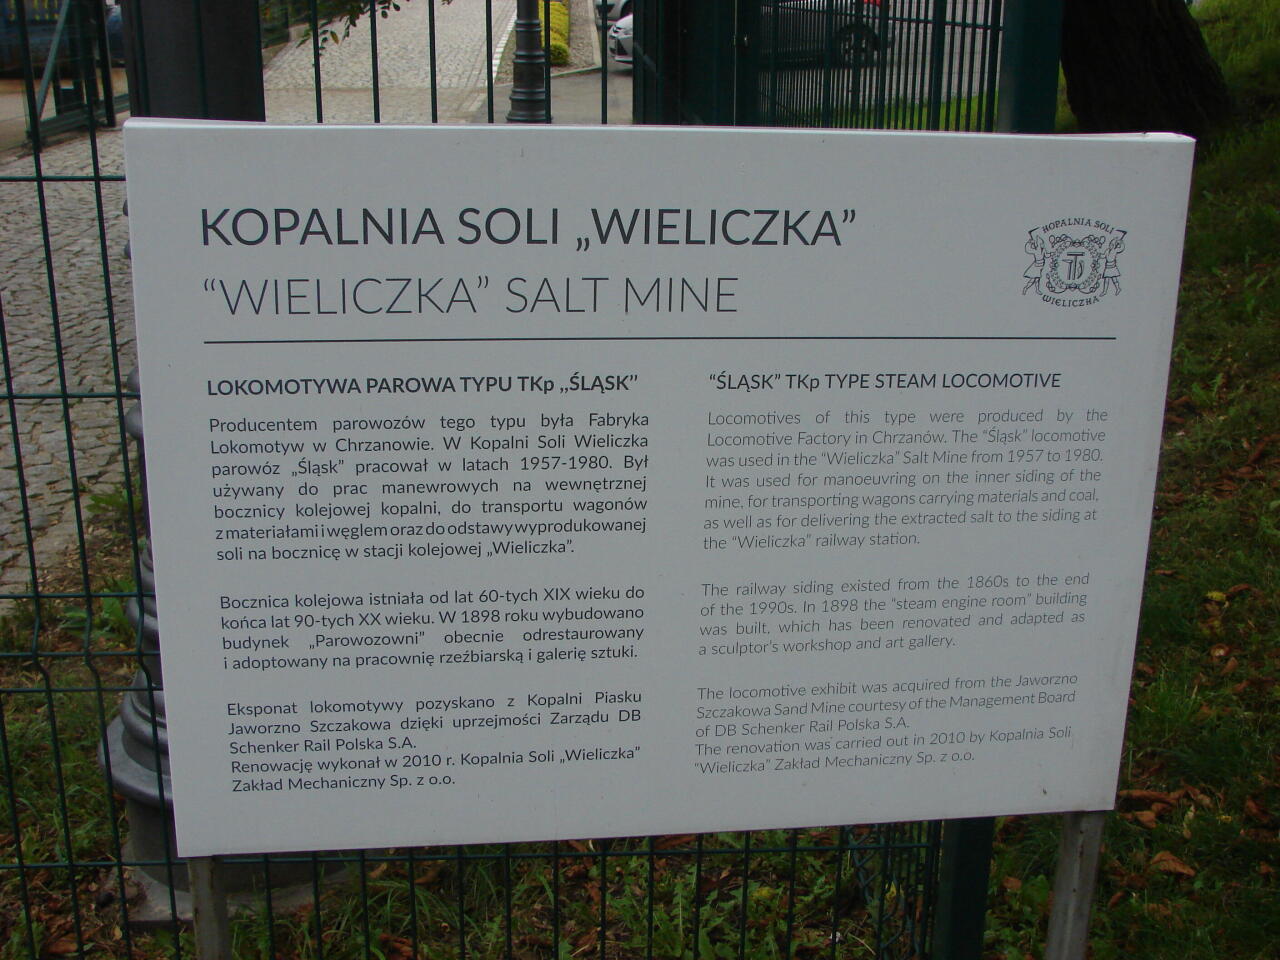 KOPALNIA SOLI „WIELICZKA”
“WIELICZKA” SALT MINE
KOPALNIA SOLI
WIELICZKA
LOKOMOTYWA PAROWA TYPU TKp „ŚLĄSK”
Producentem parowozów tego typu była Fabryka
Lokomotyw w Chrzanowie. W Kopalni Soli Wieliczka
parowóz „Śląsk” pracował w latach 1957-1980. Był
używany do prac manewrowych na wewnętrznej
bocznicy kolejowej kopalni, do transportu wagonów
z materiałami i węglem oraz do odstawy wyprodukowanej
soli na bocznicę w stacji kolejowej „Wieliczka”.
Bocznica kolejowa istniała od lat 60-tych XIX wieku do
końca lat 90-tych XX wieku. W 1898 roku wybudowano
budynek „Parowozowni” obecnie odrestaurowany
i adoptowany na pracownię rzeźbiarską i galerię sztuki.
Eksponat lokomotywy pozyskano z Kopalni Piasku
Jaworzno Szczakowa dzięki uprzejmości Zarządu DB
Schenker Rail Polska S.A.
Renowację wykonał w 2010 r. Kopalnia Soli „Wieliczka”
Zakład Mechaniczny Sp. z o.o.
“ŚLĄSK” TKp TYPE STEAM LOCOMOTIVE
Locomotives of this type were produced by the
Locomotive Factory in Chrzanów. The “Śląsk” locomotive
was used in the “Wieliczka” Salt Mine from 1957 to 1980.
It was used for manoeuvring on the inner siding of the
mine, for transporting wagons carrying materials and coal,
as well as for delivering the extracted salt to the siding at
the “Wieliczka” railway station.
The railway siding existed from the 1860s to the end
of the 1990s. In 1898 the “steam engine room” building
was built, which has been renovated and adapted as
a sculptor's workshop and art gallery.
The locomotive exhibit was acquired from the Jaworzno
Szczakowa Sand Mine courtesy of the Management Board
of DB Schenker Rail Polska S.A.
The renovation was carried out in 2010 by Kopalnia Soli
“Wieliczka” Zakład Mechaniczny Sp. z o.o.